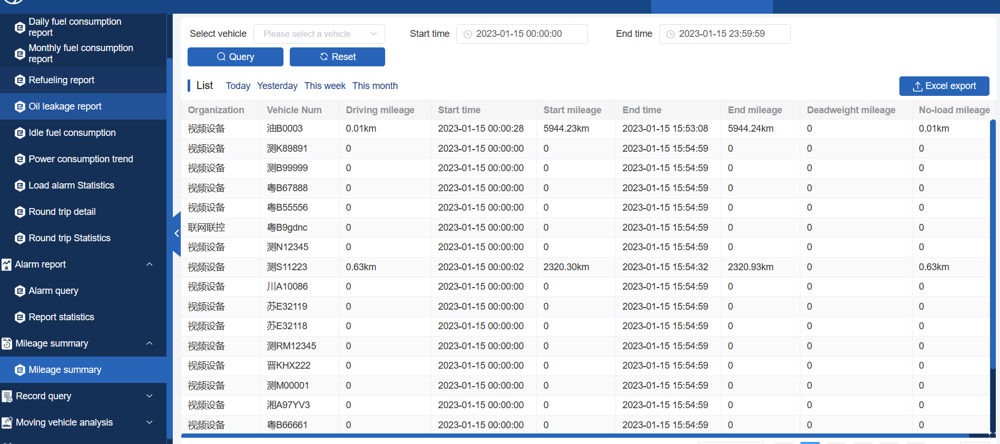 Daily fuel consumption
report
Monthly fuel consumption
report
Refueling report
Oil leakage report
Idle fuel consumption
Power consumption trend
Load alarm Statistics
Round trip detail
Round trip Statistics
Alarm report
Alarm query
Report statistics
Mileage summary
Mileage summary
Record query
Moving vehicle analysis
Select vehicle Please select a vehicle Start time 2023-01-15 00:00:00 End time 2023-01-15 23:59:59
Query Reset
List Today Yesterday This week This month Excel export
Organization Vehicle Num Driving mileage Start time Start mileage End time End mileage Deadweight mileage No-load mileage
视频设备 油B0003 0.01km 2023-01-15 00:00:28 5944.23km 2023-01-15 15:53:08 5944.24km 0 0.01km
视频设备 测K89891 0 2023-01-15 00:00:00 0 2023-01-15 15:54:59 0 0 0
视频设备 测B99999 0 2023-01-15 00:00:00 0 2023-01-15 15:54:59 0 0 0
视频设备 粤B67888 0 2023-01-15 00:00:00 0 2023-01-15 15:54:59 0 0 0
视频设备 粤B55556 0 2023-01-15 00:00:00 0 2023-01-15 15:54:59 0 0 0
联网联控 粤B9gdnc 0 2023-01-15 00:00:00 0 2023-01-15 15:54:59 0 0 0
视频设备 测N12345 0 2023-01-15 00:00:00 0 2023-01-15 15:54:59 0 0 0
视频设备 测S11223 0.63km 2023-01-15 00:00:02 2320.30km 2023-01-15 15:54:32 2320.93km 0 0.63km
视频设备 川A10086 0 2023-01-15 00:00:00 0 2023-01-15 15:54:59 0 0 0
视频设备 苏E32119 0 2023-01-15 00:00:00 0 2023-01-15 15:54:59 0 0 0
视频设备 苏E32118 0 2023-01-15 00:00:00 0 2023-01-15 15:54:59 0 0 0
视频设备 测RM12345 0 2023-01-15 00:00:00 0 2023-01-15 15:54:59 0 0 0
视频设备 晋KHX222 0 2023-01-15 00:00:00 0 2023-01-15 15:54:59 0 0 0
视频设备 测M00001 0 2023-01-15 00:00:00 0 2023-01-15 15:54:59 0 0 0
视频设备 湘A97YV3 0 2023-01-15 00:00:00 0 2023-01-15 15:54:59 0 0 0
视频设备 粤B66661 0 2023-01-15 00:00:00 0 2023-01-15 15:54:59 0 0 0